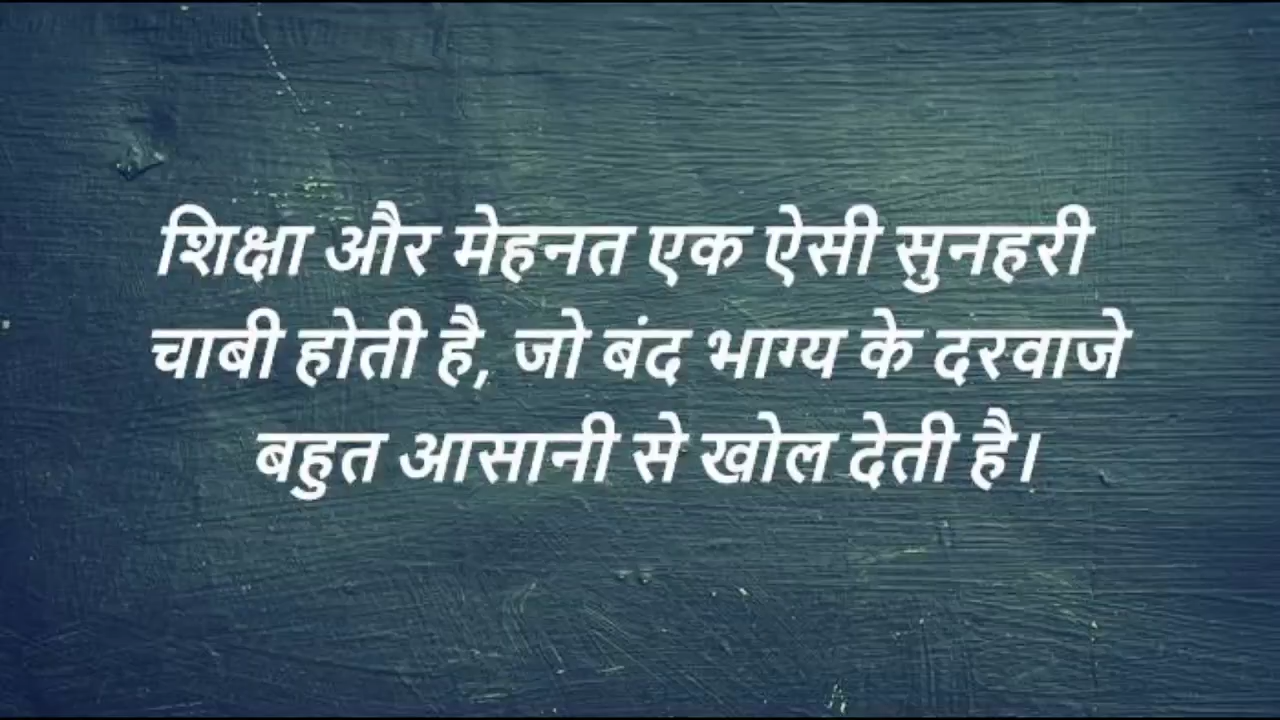 शिक्षा और मेहनत एक ऐसी सुनहरी
चाबी होती है, जो बंद भाग्य के दरवाजे
बहुत आसानी से खोल देती है।